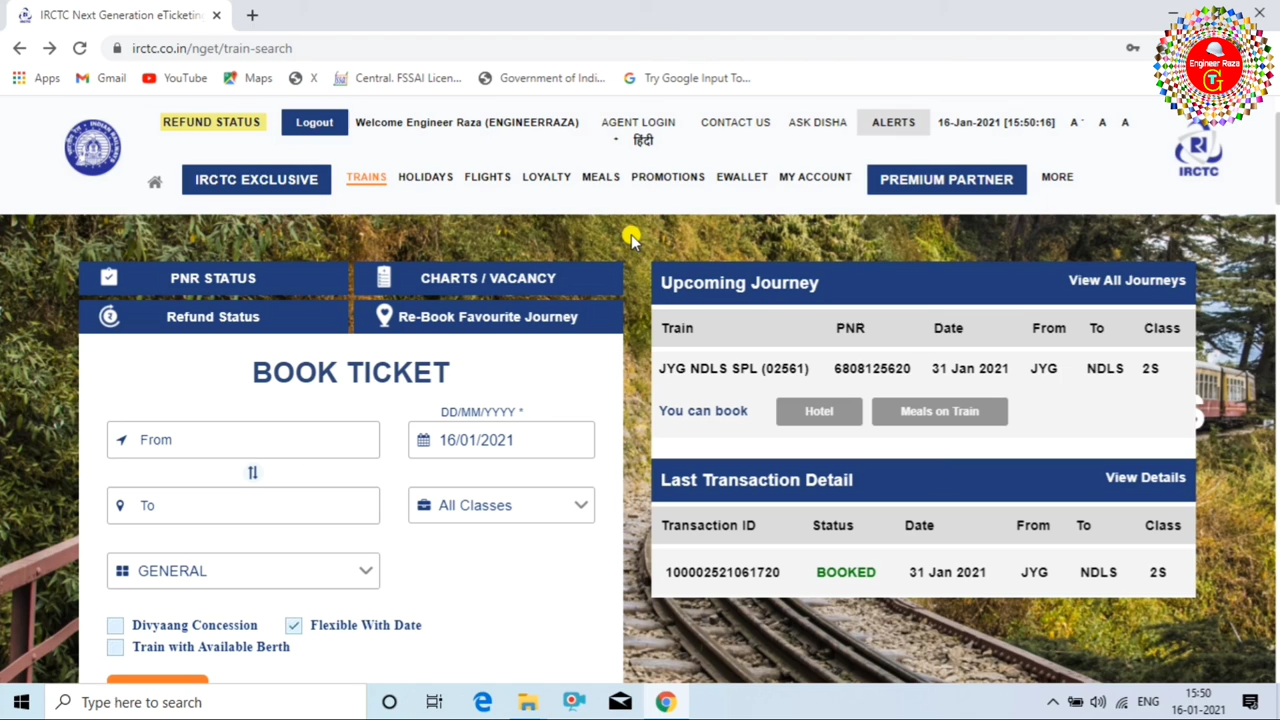 IRCTC Next Generation eTicketing
irctc.co.in/nget/train-search
Apps Gmail YouTube Maps X Central. FSSAI Licen... Government of Indi... Try Google Input To...
Engineer Raza
REFUND STATUS Logout Welcome Engineer Raza (ENGINEERRAZA) AGENT LOGIN CONTACT US ASK DISHA ALERTS 16-Jan-2021 [15:50:16] A A A
हिंदी
IRCTC EXCLUSIVE TRAINS HOLIDAYS FLIGHTS LOYALTY MEALS PROMOTIONS EWALLET MY ACCOUNT PREMIUM PARTNER MORE
IRCTC
PNR STATUS CHARTS / VACANCY
Refund Status Re-Book Favourite Journey
BOOK TICKET
DD/MM/YYYY *
From 16/01/2021
To All Classes
GENERAL
Divyaang Concession Flexible With Date
Train with Available Berth
Upcoming Journey View All Journeys
Train PNR Date From To Class
JYG NDLS SPL (02561) 6808125620 31 Jan 2021 JYG NDLS 2S
You can book Hotel Meals on Train
Last Transaction Detail View Details
Transaction ID Status Date From To Class
100002521061720 BOOKED 31 Jan 2021 JYG NDLS 2S
Type here to search
ENG 15:50
16-01-2021